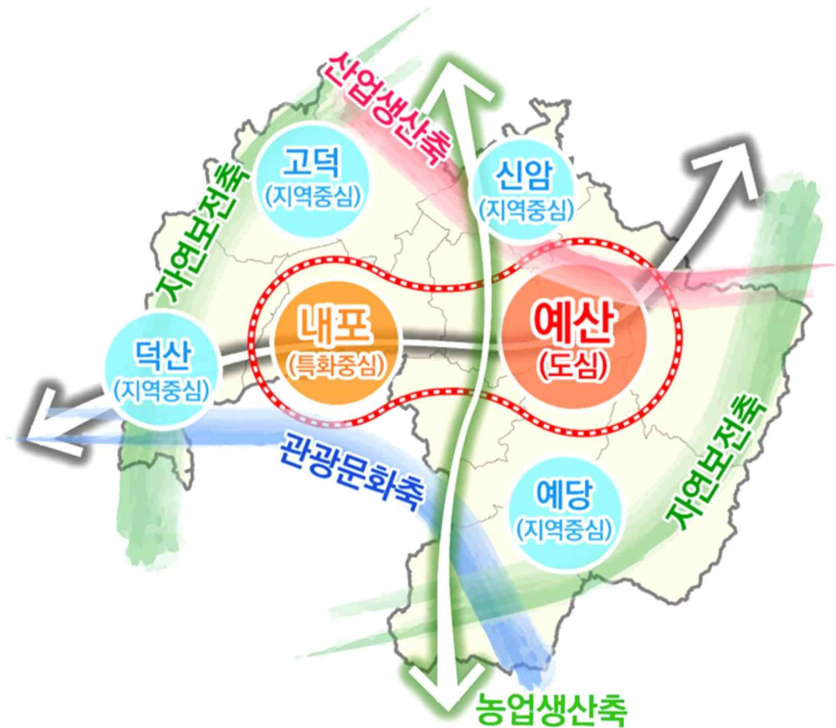 산업생산축
고덕
(지역중심)
신암
(지역중심)
자연보전축
내포
(특화중심)
예산
(도심)
덕산
(지역중심)
관광문화축
예당
(지역중심)
자연보전축
농업생산축